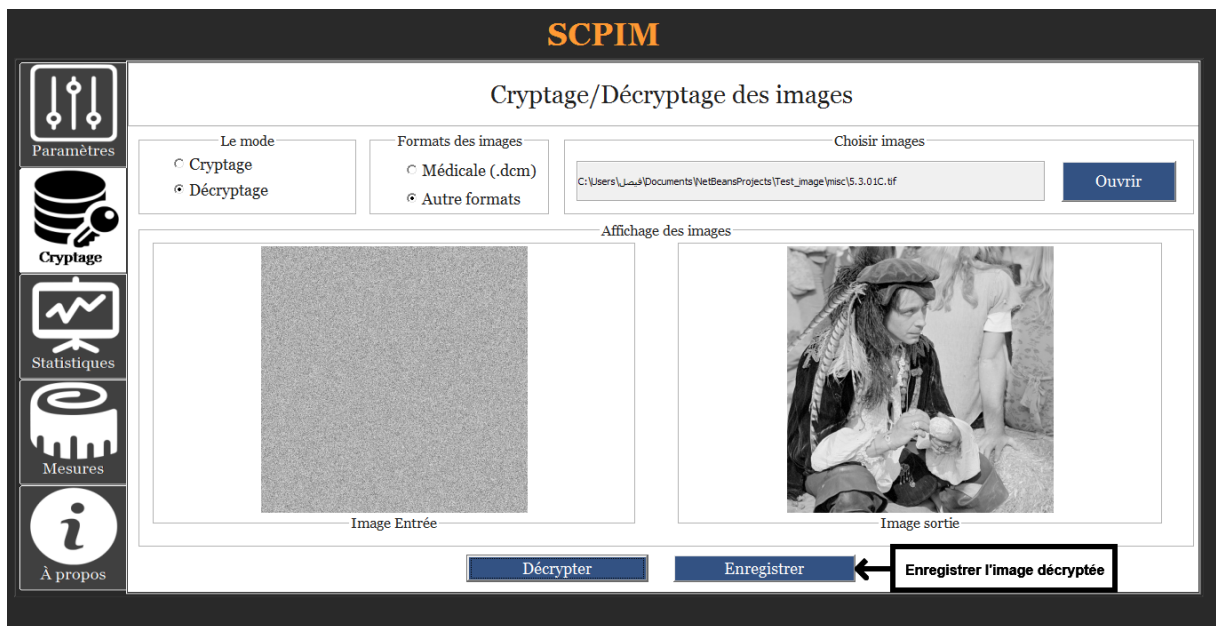 SCPIM
Paramètres
Cryptage
Statistiques
Mesures
À propos
Cryptage/Décryptage des images
Le mode
Cryptage
Décryptage
Formats des images
Médicale (.dcm)
Autre formats
Choisir images
C:\Users\فيصل\Documents\NetBeansProjects\Test_image\misc\5.3.01C.tif
Ouvrir
Affichage des images
Image Entrée
Image sortie
Décrypter
Enregistrer
Enregistrer l'image décryptée